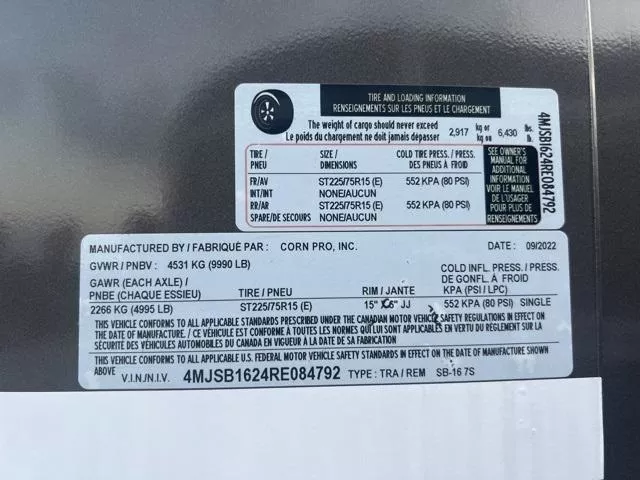 TIRE AND LOADING INFORMATION
RENSEIGNEMENTS SUR LES PNEUS ET LE CHARGEMENT
The weight of cargo should never exceed
Le poids du chargement ne doit jamais dépasser
2,917 kg or / kg ou 6,430 lbs. / lb.
TIRE / PNEU
SIZE / DIMENSIONS
COLD TIRE PRESS. / PRESS. DES PNEUS À FROID
FR/AV ST225/75R15 (E) 552 KPA (80 PSI)
INT/INT NONE/AUCUN
RR/AR ST225/75R15 (E) 552 KPA (80 PSI)
SPARE/DE SECOURS NONE/AUCUN
SEE OWNER'S
MANUAL FOR
ADDITIONAL
INFORMATION
VOIR LE MANUEL
DE L'USAGER
POUR PLUS DE
RENSEIGNEMENTS
4MJSB1624RE084792
MANUFACTURED BY / FABRIQUÉ PAR : CORN PRO, INC. DATE : 09/2022
GVWR / PNBV : 4531 KG (9990 LB)
GAWR (EACH AXLE) /
PNBE (CHAQUE ESSIEU)
TIRE / PNEU
RIM / JANTE
COLD INFL. PRESS. /
PRESS. DE GONFL. À FROID
KPA (PSI / LPC)
2266 KG (4995 LB) ST225/75R15 (E) 15" X 6" JJ 552 KPA (80 PSI) SINGLE
THIS VEHICLE CONFORMS TO ALL APPLICABLE STANDARDS PRESCRIBED UNDER THE CANADIAN MOTOR VEHICLE SAFETY REGULATIONS IN EFFECT ON
THE DATE OF MANUFACTURE / CE VÉHICULE EST CONFORME À TOUTES LES NORMES QUI LUI SONT APPLICABLES EN VERTU DU RÈGLEMENT SUR LA
SÉCURITÉ DES VÉHICULES AUTOMOBILES DU CANADA EN VIGUEUR À LA DATE DE SA FABRICATION
THIS VEHICLE CONFORMS TO ALL APPLICABLE U.S. FEDERAL MOTOR VEHICLE SAFETY STANDARDS IN EFFECT ON THE DATE OF MANUFACTURE SHOWN
ABOVE
V.I.N./N.I.V. 4MJSB1624RE084792 TYPE : TRA / REM SB-16 7S